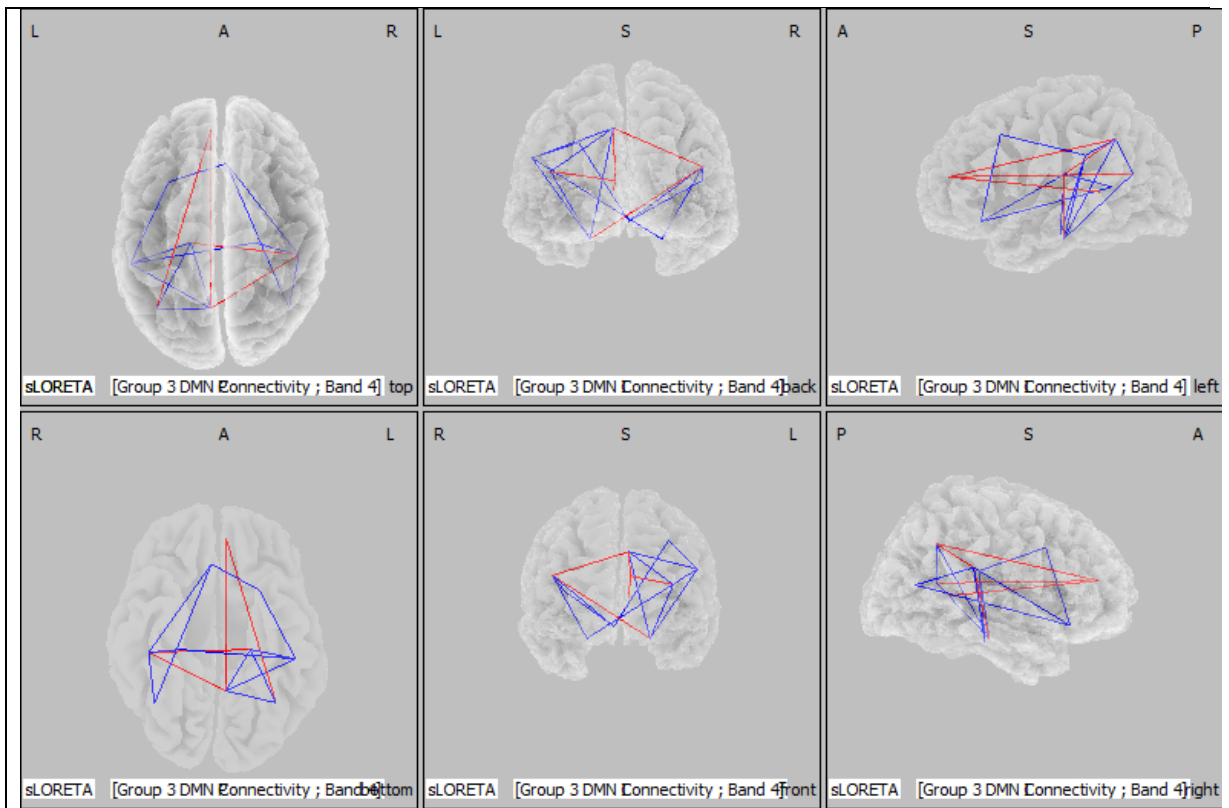 L A R
sLORETA [Group 3 DMN Connectivity ; Band 4] top
L S R
sLORETA [Group 3 DMN Connectivity ; Band 4] back
A S P
sLORETA [Group 3 DMN Connectivity ; Band 4] left
R A L
sLORETA [Group 3 DMN Connectivity ; Band 4] bottom
R S L
sLORETA [Group 3 DMN Connectivity ; Band 4] front
P S A
sLORETA [Group 3 DMN Connectivity ; Band 4] right